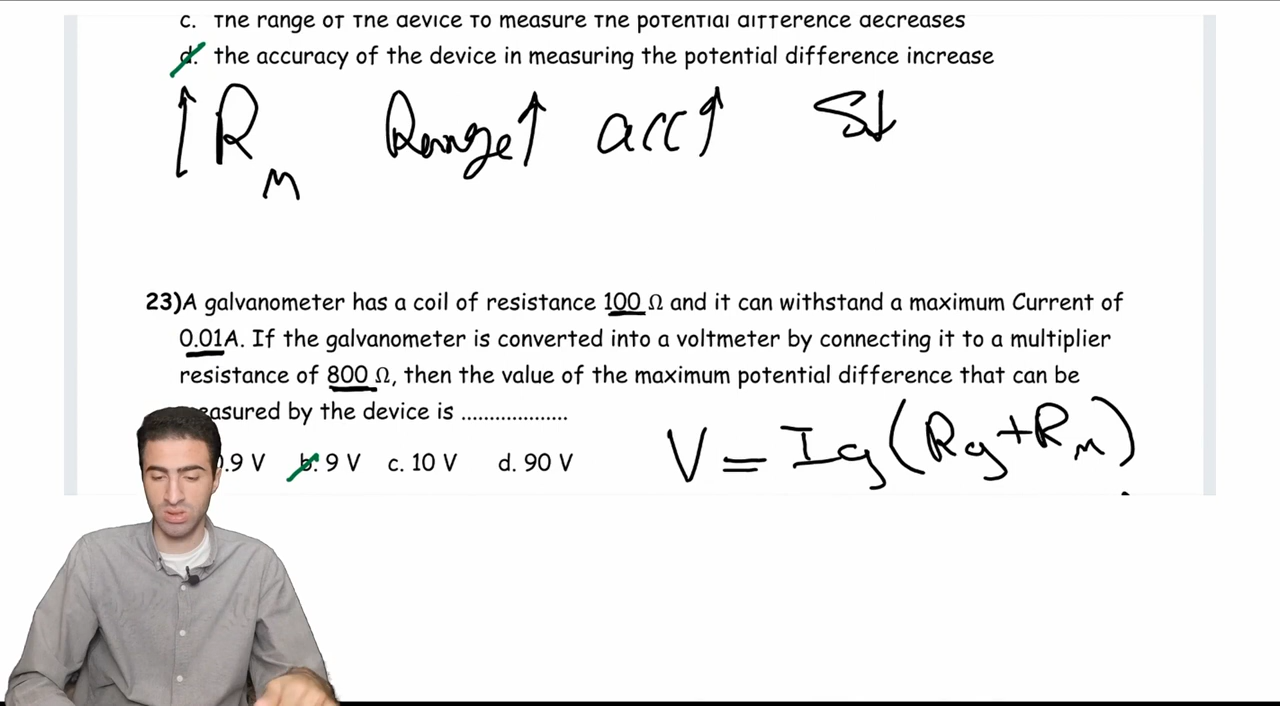 c. the range of the device to measure the potential difference decreases
d. the accuracy of the device in measuring the potential difference increase
↑R_M Range↑ acc↑ S↓
23)A galvanometer has a coil of resistance 100 Ω and it can withstand a maximum Current of
0.01A. If the galvanometer is converted into a voltmeter by connecting it to a multiplier
resistance of 800 Ω, then the value of the maximum potential difference that can be
asured by the device is ..................
.9 V b. 9 V c. 10 V d. 90 V
V = Ig(Rg+R_M)